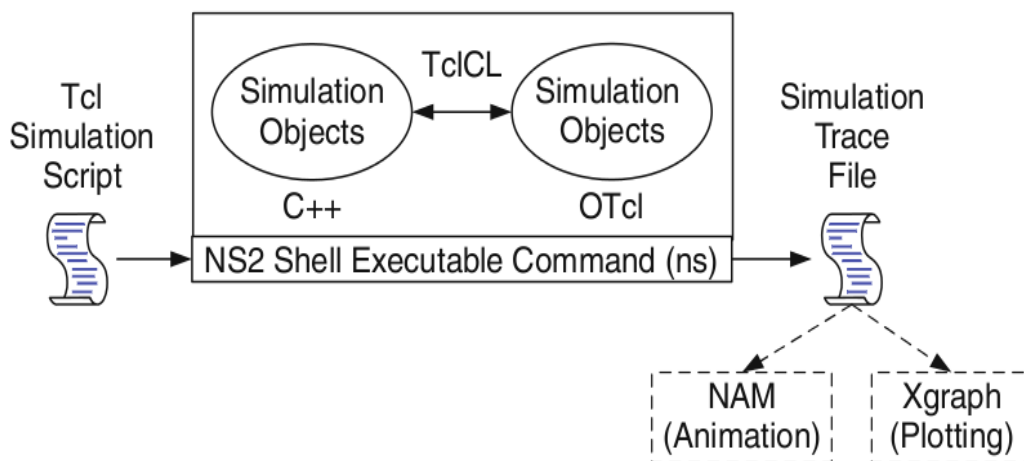 Tcl
Simulation
Script
Simulation
Objects
C++
TclCL
Simulation
Objects
OTcl
NS2 Shell Executable Command (ns)
Simulation
Trace
File
NAM
(Animation)
Xgraph
(Plotting)